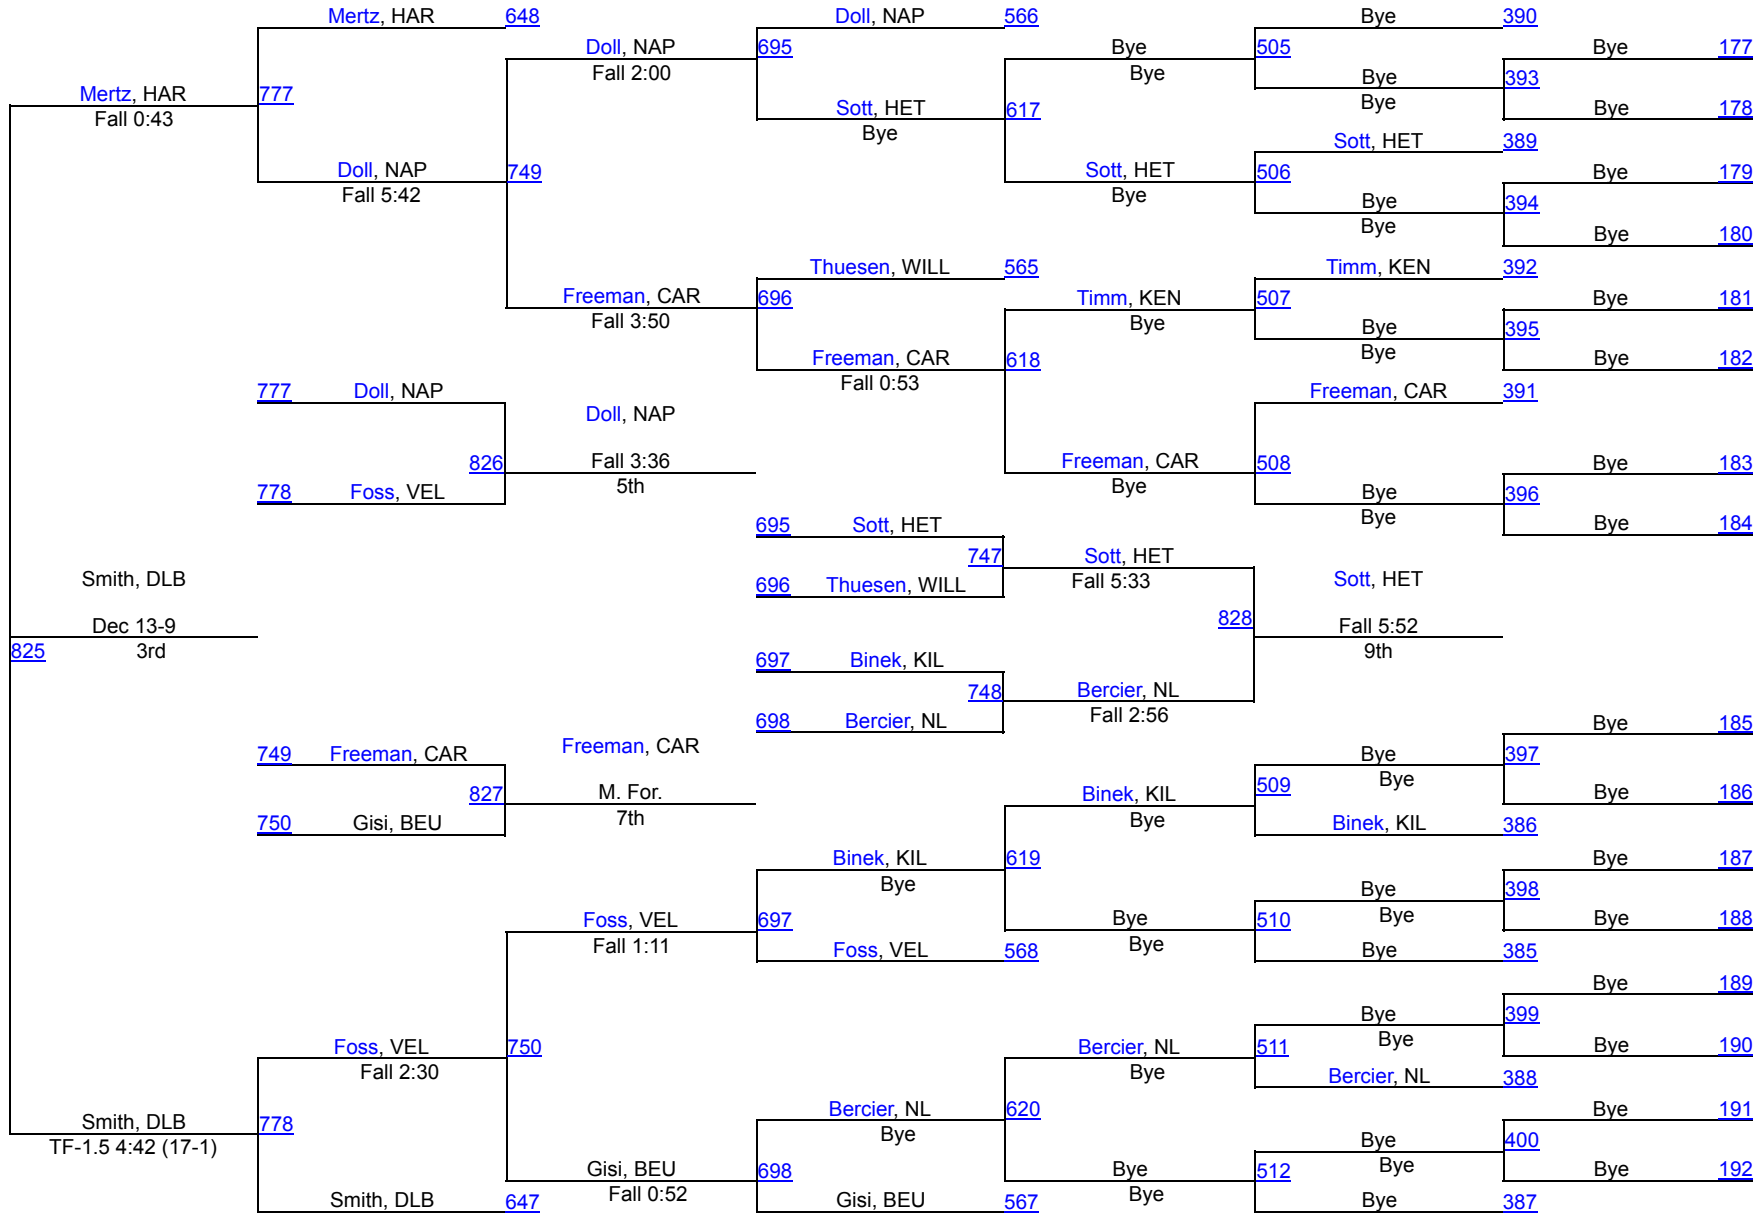 Mertz, HAR 648 Doll, NAP 566 Bye 390
Doll, NAP 695 Bye 505 Bye 177
Fall 2:00 Bye Bye 393
Mertz, HAR 777 Bye
Fall 0:43 Sott, HET 617 Bye 178
Bye Sott, HET 389
Doll, NAP 749 Sott, HET 506 Bye 179
Fall 5:42 Bye Bye 394
Bye
Bye 180
Thuesen, WILL 565 Timm, KEN 392
Freeman, CAR 696 Timm, KEN 507 Bye 181
Fall 3:50 Bye Bye 395
Freeman, CAR 618 Bye Bye 182
Fall 0:53
777 Doll, NAP Freeman, CAR 391
Doll, NAP
826 Fall 3:36 Freeman, CAR 508 Bye 183
5th Bye
778 Foss, VEL Bye 396
Bye
695 Sott, HET Bye 184
747 Sott, HET
Fall 5:33 Sott, HET
Smith, DLB 696 Thuesen, WILL
Dec 13-9 828 Fall 5:52
825 3rd 9th
697 Binek, KIL
748 Bercier, NL
698 Bercier, NL Fall 2:56
Bye 185
749 Freeman, CAR Freeman, CAR Bye 397
Bye
827 M. For. Binek, KIL 509 Bye 186
7th Bye
750 Gisi, BEU Binek, KIL 386
Binek, KIL 619 Bye 187
Bye Bye 398
Foss, VEL 697 Bye 510 Bye Bye 188
Fall 1:11 Bye
Foss, VEL 568 Bye 385
Bye 189
Bye 399
Foss, VEL 750 Bercier, NL 511 Bye Bye 190
Fall 2:30 Bye
Bercier, NL 388
Smith, DLB 778 Bercier, NL 620 Bye 191
TF-1.5 4:42 (17-1) Bye Bye 400
Gisi, BEU 698 Bye 512 Bye Bye 192
Fall 0:52 Bye
Smith, DLB 647 Gisi, BEU 567 Bye 387